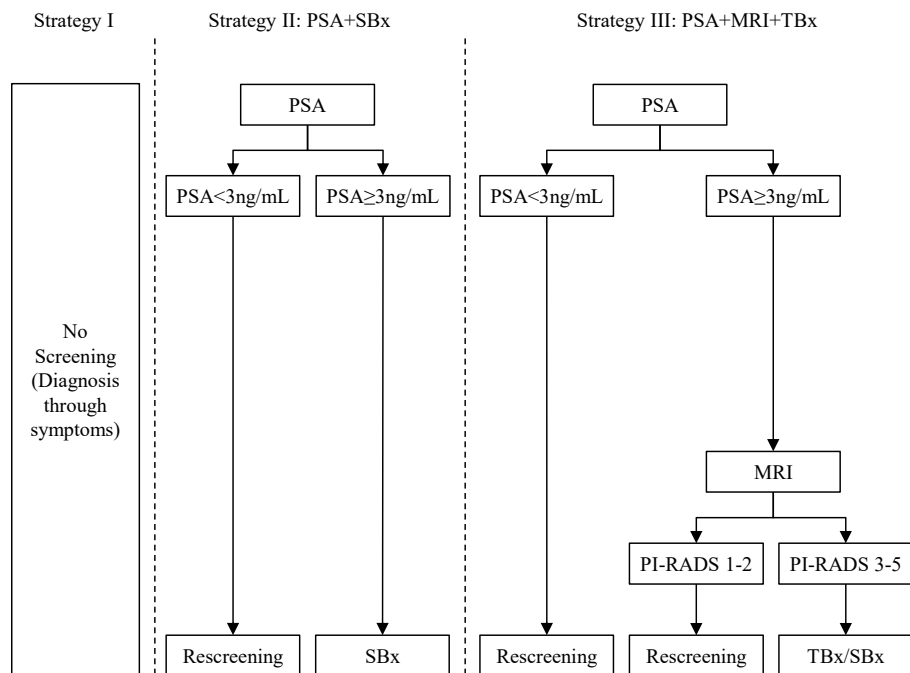 Strategy I
Strategy II: PSA+SBx
Strategy III: PSA+MRI+TBx
No
Screening
(Diagnosis
through
symptoms)
PSA
PSA<3ng/mL
PSA≥3ng/mL
Rescreening
SBx
PSA
PSA<3ng/mL
PSA≥3ng/mL
MRI
PI-RADS 1-2
PI-RADS 3-5
Rescreening
Rescreening
TBx/SBx